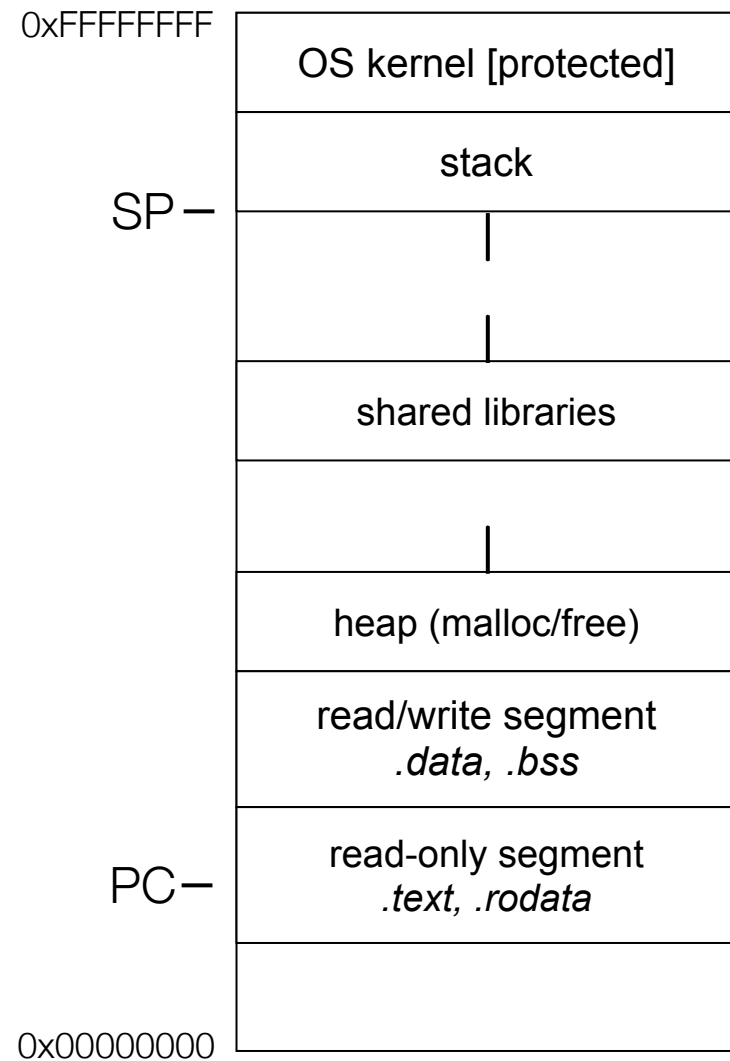 0xFFFFFFFF
OS kernel [protected]
stack
SP
shared libraries
heap (malloc/free)
read/write segment
.data, .bss
read-only segment
.text, .rodata
PC
0x00000000